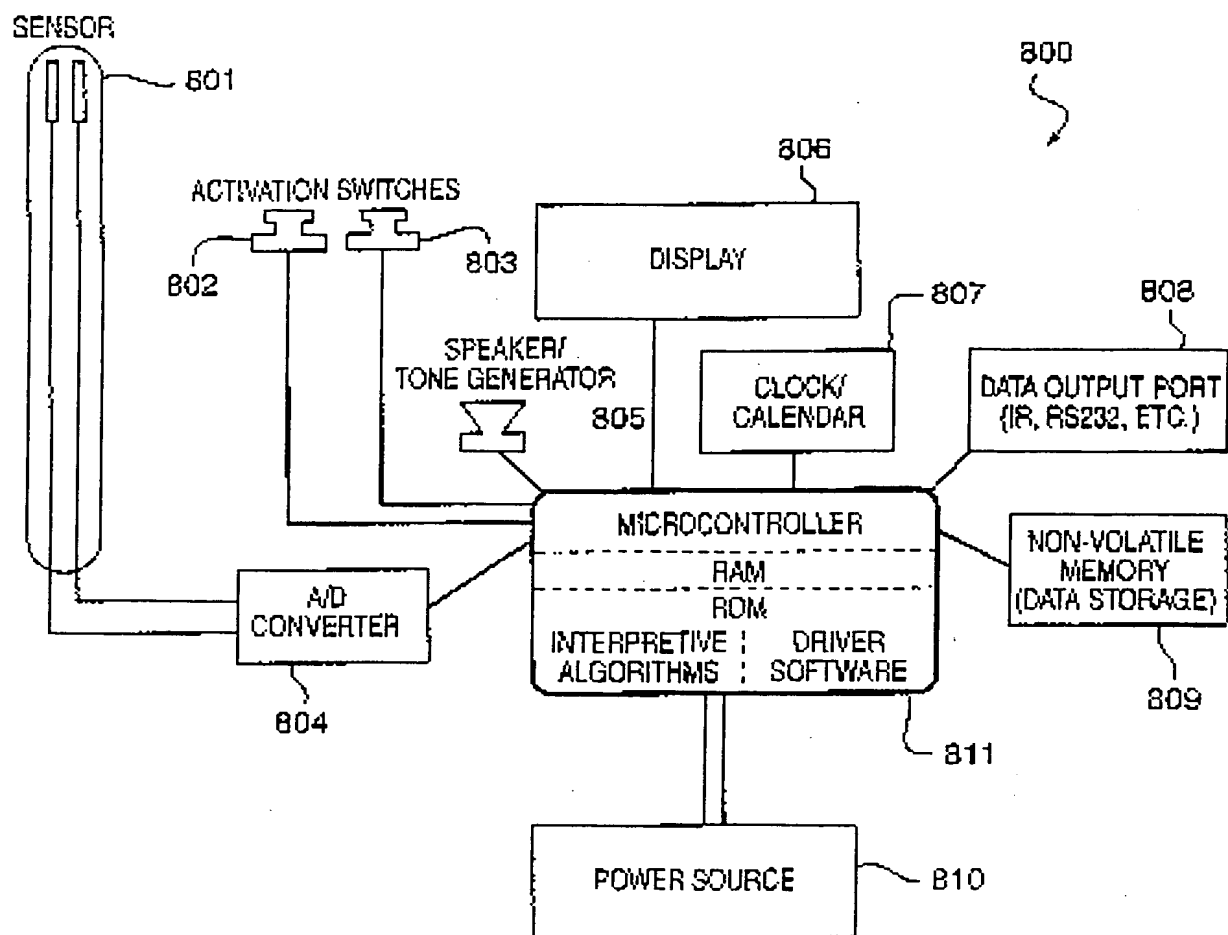 SENSOR
801
800
806
ACTIVATION SWITCHES
802
803
DISPLAY
807
808
SPEAKER/
TONE GENERATOR
805
CLOCK/
CALENDAR
DATA OUTPUT PORT
(IR, RS232, ETC.)
MICROCONTROLLER
RAM
ROM
INTERPRETIVE
ALGORITHMS
DRIVER
SOFTWARE
NON-VOLATILE
MEMORY
(DATA STORAGE)
809
A/D
CONVERTER
804
811
POWER SOURCE
810